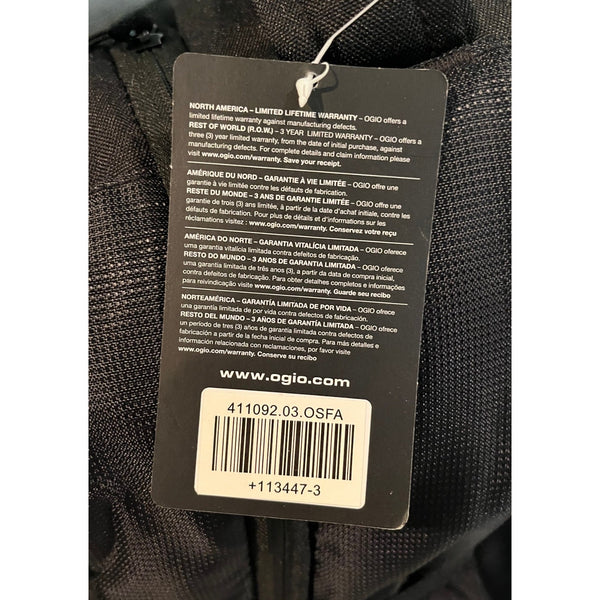 NORTH AMERICA – LIMITED LIFETIME WARRANTY – OGIO offers a
limited lifetime warranty against manufacturing defects.
REST OF WORLD (R.O.W.) – 3 YEAR LIMITED WARRANTY – OGIO offers a
three (3) year limited warranty, from the date of initial purchase, against
manufacturing defects. For complete details and claim information please
visit www.ogio.com/warranty. Save your receipt.
AMÉRIQUE DU NORD – GARANTIE À VIE LIMITÉE – OGIO offre une
garantie à vie limitée contre les défauts de fabrication.
RESTE DU MONDE – 3 ANS DE GARANTIE LIMITÉE – OGIO offre une
garantie de trois (3) ans limitée, à partir de la date d'achat initiale, contre les
défauts de fabrication. Pour plus de détails et d'informations sur les
réclamations visitez : www.ogio.com/warranty. Conservez votre reçu
AMÉRICA DO NORTE – GARANTIA VITALÍCIA LIMITADA – OGIO oferece
uma garantia vitalícia limitada contra defeitos de fabricação.
RESTO DO MUNDO – 3 ANOS DE GARANTIA LIMITADA – OGIO oferece
uma garantia limitada de três anos (3), a partir da data da compra inicial,
contra defeitos de fabricação. Para obter detalhes completos e informações
para reivindicação visite www.ogio.com/warranty. Guarde seu recibo
NORTEAMÉRICA – GARANTÍA LIMITADA DE POR VIDA – OGIO ofrece
una garantía limitada de por vida contra defectos de fabricación.
RESTO DEL MUNDO – 3 AÑOS DE GARANTÍA LIMITADA – OGIO ofrece
un período de tres (3) años de garantía limitada contra defectos de
fabricación a partir de la fecha inicial de compra. Para más detalles e
información relacionada con reclamaciones, por favor visite
www.ogio.com/warranty. Conserve su recibo
www.ogio.com
411092.03.OSFA
+113447-3